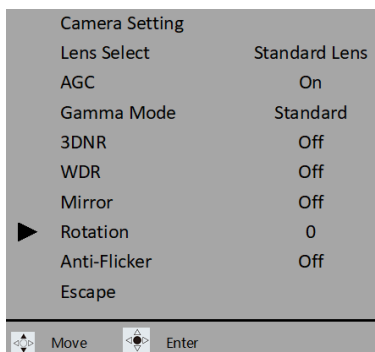 Camera Setting
Lens Select Standard Lens
AGC On
Gamma Mode Standard
3DNR Off
WDR Off
Mirror Off
Rotation 0
Anti-Flicker Off
Escape
Move Enter